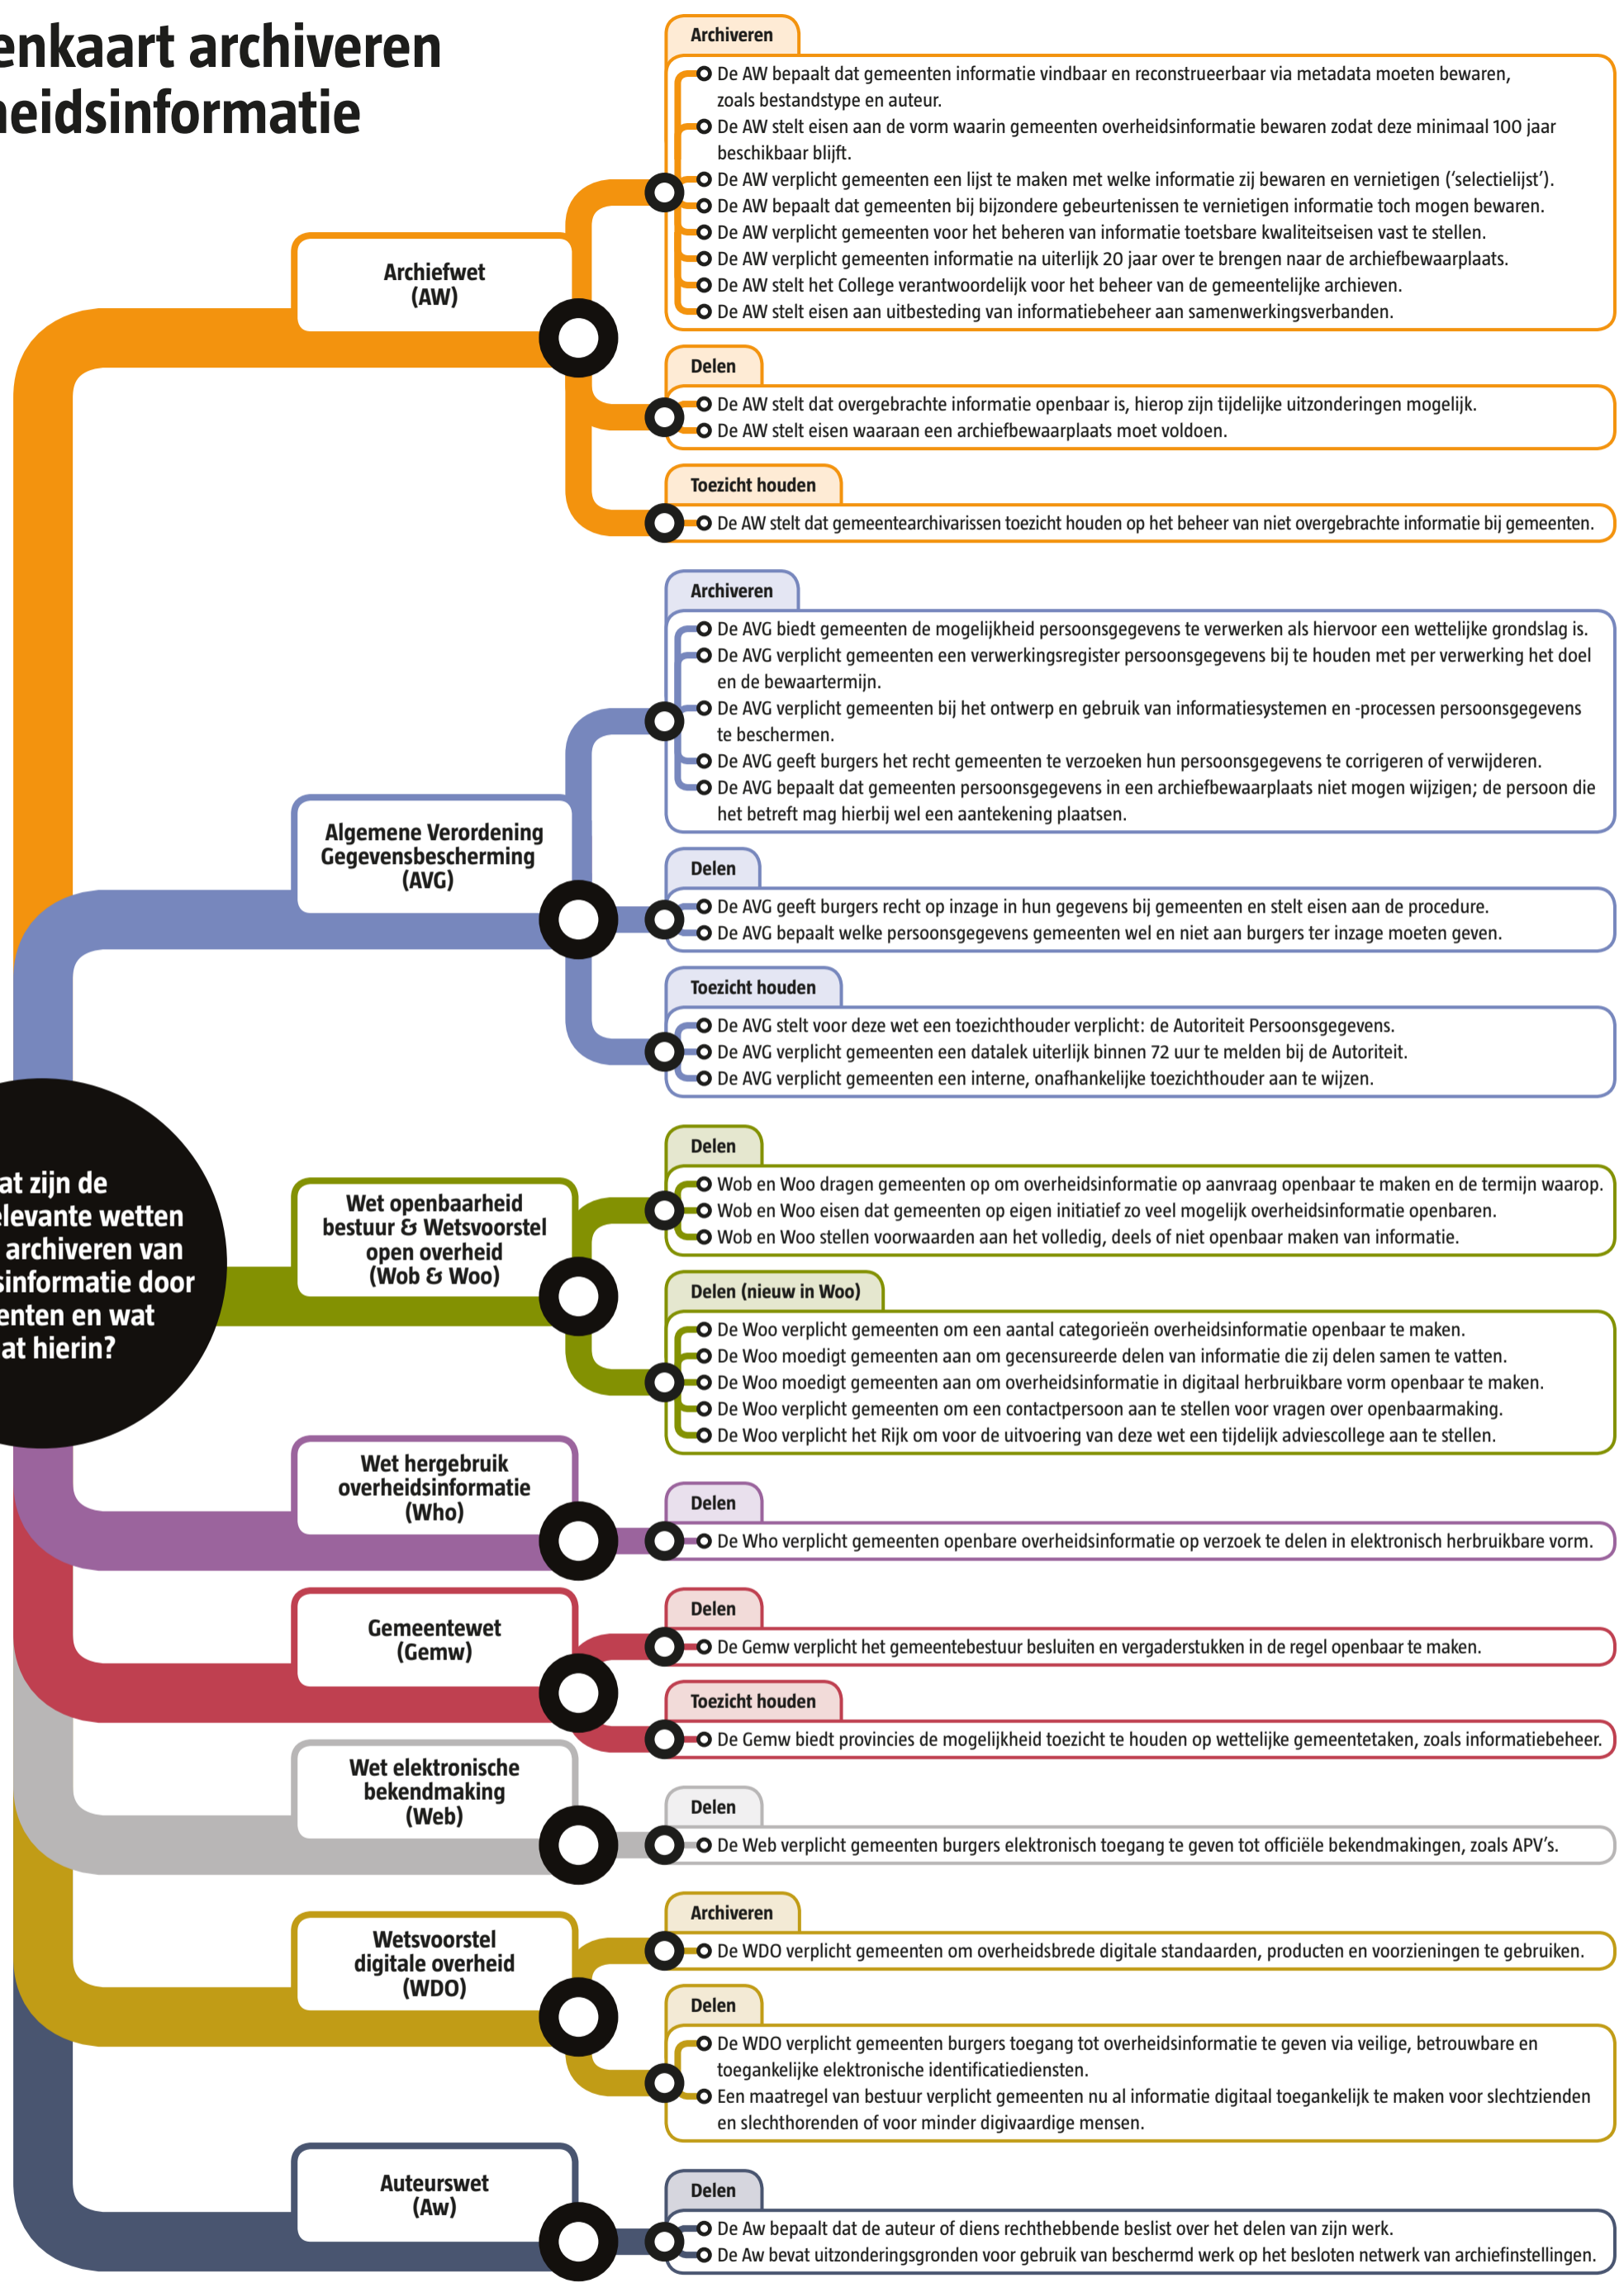 enkaart archiveren
heidsinformatie
Archiveren
De AW bepaalt dat gemeenten informatie vindbaar en reconstrueerbaar via metadata moeten bewaren,
zoals bestandstype en auteur.
De AW stelt eisen aan de vorm waarin gemeenten overheidsinformatie bewaren zodat deze minimaal 100 jaar
beschikbaar blijft.
De AW verplicht gemeenten een lijst te maken met welke informatie zij bewaren en vernietigen (‘selectielijst’).
De AW bepaalt dat gemeenten bij bijzondere gebeurtenissen te vernietigen informatie toch mogen bewaren.
De AW verplicht gemeenten voor het beheren van informatie toetsbare kwaliteitseisen vast te stellen.
De AW verplicht gemeenten informatie na uiterlijk 20 jaar over te brengen naar de archiefbewaarplaats.
De AW stelt het College verantwoordelijk voor het beheer van de gemeentelijke archieven.
De AW stelt eisen aan uitbesteding van informatiebeheer aan samenwerkingsverbanden.
Archiefwet
(AW)
Delen
De AW stelt dat overgebrachte informatie openbaar is, hierop zijn tijdelijke uitzonderingen mogelijk.
De AW stelt eisen waaraan een archiefbewaarplaats moet voldoen.
Toezicht houden
De AW stelt dat gemeentearchivarissen toezicht houden op het beheer van niet overgebrachte informatie bij gemeenten.
Archiveren
De AVG biedt gemeenten de mogelijkheid persoonsgegevens te verwerken als hiervoor een wettelijke grondslag is.
De AVG verplicht gemeenten een verwerkingsregister persoonsgegevens bij te houden met per verwerking het doel
en de bewaartermijn.
De AVG verplicht gemeenten bij het ontwerp en gebruik van informatiesystemen en -processen persoonsgegevens
te beschermen.
De AVG geeft burgers het recht gemeenten te verzoeken hun persoonsgegevens te corrigeren of verwijderen.
De AVG bepaalt dat gemeenten persoonsgegevens in een archiefbewaarplaats niet mogen wijzigen; de persoon die
het betreft mag hierbij wel een aantekening plaatsen.
Algemene Verordening
Gegevensbescherming
(AVG)
Delen
De AVG geeft burgers recht op inzage in hun gegevens bij gemeenten en stelt eisen aan de procedure.
De AVG bepaalt welke persoonsgegevens gemeenten wel en niet aan burgers ter inzage moeten geven.
Toezicht houden
De AVG stelt voor deze wet een toezichthouder verplicht: de Autoriteit Persoonsgegevens.
De AVG verplicht gemeenten een datalek uiterlijk binnen 72 uur te melden bij de Autoriteit.
De AVG verplicht gemeenten een interne, onafhankelijke toezichthouder aan te wijzen.
at zijn de
elevante wetten
archiveren van
sinformatie door
enten en wat
at hierin?
Wet openbaarheid
bestuur & Wetsvoorstel
open overheid
(Wob & Woo)
Delen
Wob en Woo dragen gemeenten op om overheidsinformatie op aanvraag openbaar te maken en de termijn waarop.
Wob en Woo eisen dat gemeenten op eigen initiatief zo veel mogelijk overheidsinformatie openbaren.
Wob en Woo stellen voorwaarden aan het volledig, deels of niet openbaar maken van informatie.
Delen (nieuw in Woo)
De Woo verplicht gemeenten om een aantal categorieën overheidsinformatie openbaar te maken.
De Woo moedigt gemeenten aan om gecensureerde delen van informatie die zij delen samen te vatten.
De Woo moedigt gemeenten aan om overheidsinformatie in digitaal herbruikbare vorm openbaar te maken.
De Woo verplicht gemeenten om een contactpersoon aan te stellen voor vragen over openbaarmaking.
De Woo verplicht het Rijk om voor de uitvoering van deze wet een tijdelijk adviescollege aan te stellen.
Wet hergebruik
overheidsinformatie
(Who)
Delen
De Who verplicht gemeenten openbare overheidsinformatie op verzoek te delen in elektronisch herbruikbare vorm.
Gemeentewet
(Gemw)
Delen
De Gemw verplicht het gemeentebestuur besluiten en vergaderstukken in de regel openbaar te maken.
Toezicht houden
De Gemw biedt provincies de mogelijkheid toezicht te houden op wettelijke gemeentetaken, zoals informatiebeheer.
Wet elektronische
bekendmaking
(Web)
Delen
De Web verplicht gemeenten burgers elektronisch toegang te geven tot officiële bekendmakingen, zoals APV’s.
Wetsvoorstel
digitale overheid
(WDO)
Archiveren
De WDO verplicht gemeenten om overheidsbrede digitale standaarden, producten en voorzieningen te gebruiken.
Delen
De WDO verplicht gemeenten burgers toegang tot overheidsinformatie te geven via veilige, betrouwbare en
toegankelijke elektronische identificatiediensten.
Een maatregel van bestuur verplicht gemeenten nu al informatie digitaal toegankelijk te maken voor slechtzienden
en slechthorenden of voor minder digivaardige mensen.
Auteurswet
(Aw)
Delen
De Aw bepaalt dat de auteur of diens rechthebbende beslist over het delen van zijn werk.
De Aw bevat uitzonderingsgronden voor gebruik van beschermd werk op het besloten netwerk van archiefinstellingen.